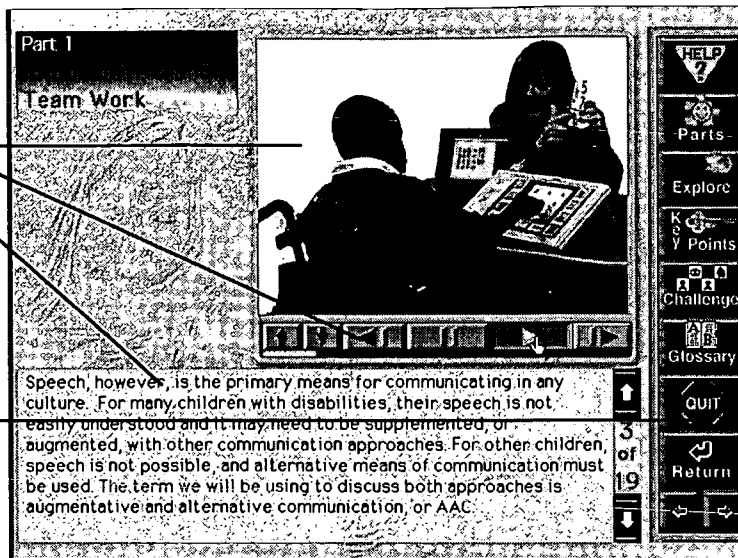 Part 1
Team Work
HELP
?
Parts
Explore
Key Points
Challenge
Glossary
QUIT
Return
Speech, however, is the primary means for communicating in any
culture. For many children with disabilities, their speech is not
easily understood and it may need to be supplemented, or
augmented, with other communication approaches. For other children,
speech is not possible, and alternative means of communication must
be used. The term we will be using to discuss both approaches is
augmentative and alternative communication, or AAC.
3
of
19